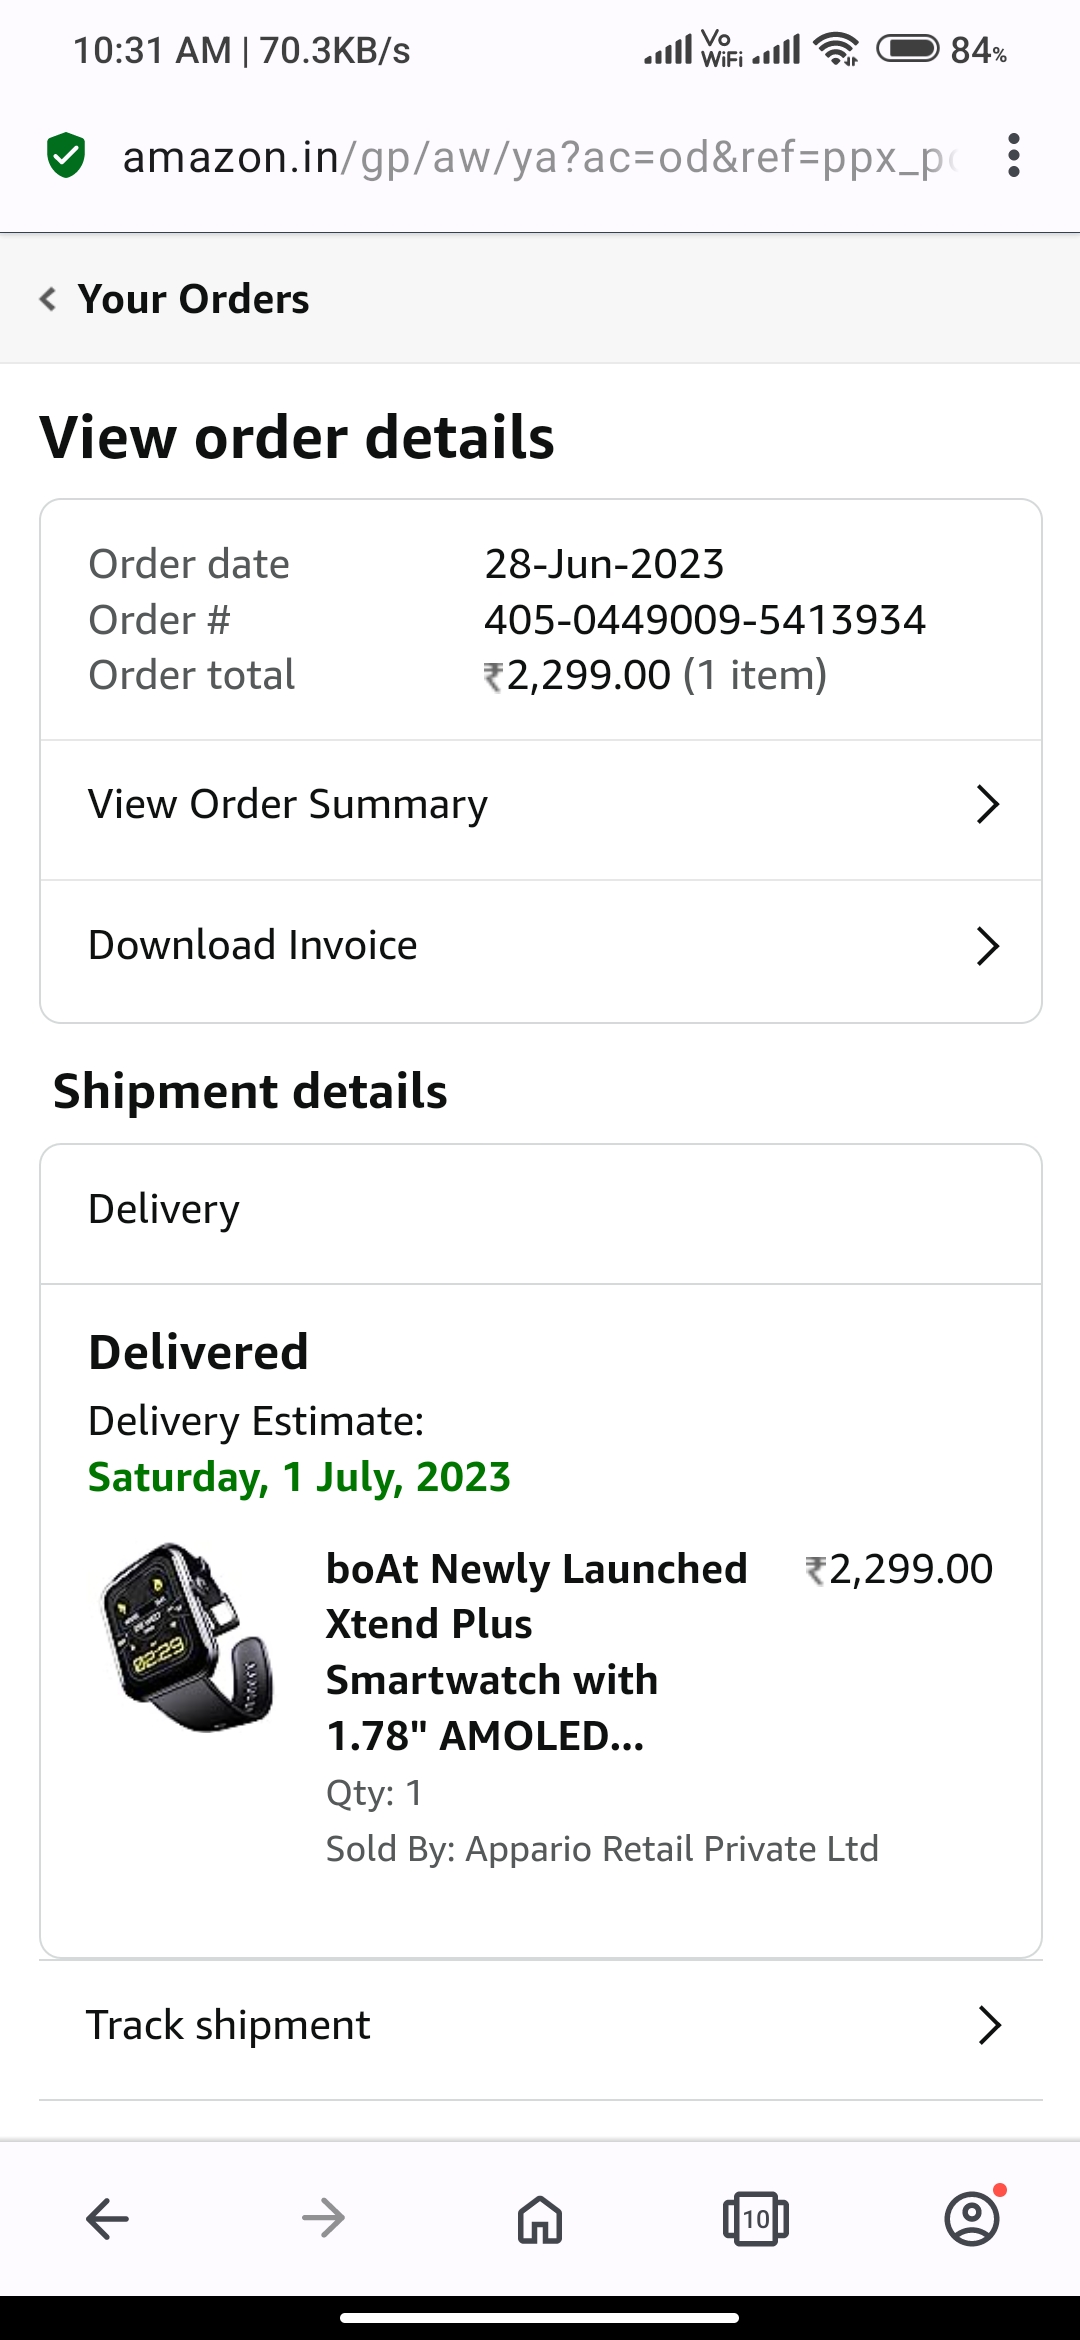 10:31 AM | 70.3KB/s Vo WiFi 84%
amazon.in/gp/aw/ya?ac=od&ref=ppx_p
Your Orders
View order details
Order date 28-Jun-2023
Order # 405-0449009-5413934
Order total ₹2,299.00 (1 item)
View Order Summary
Download Invoice
Shipment details
Delivery
Delivered
Delivery Estimate:
Saturday, 1 July, 2023
boAt Newly Launched ₹2,299.00
Xtend Plus
Smartwatch with
1.78" AMOLED...
Qty: 1
Sold By: Appario Retail Private Ltd
02:29
Track shipment
10